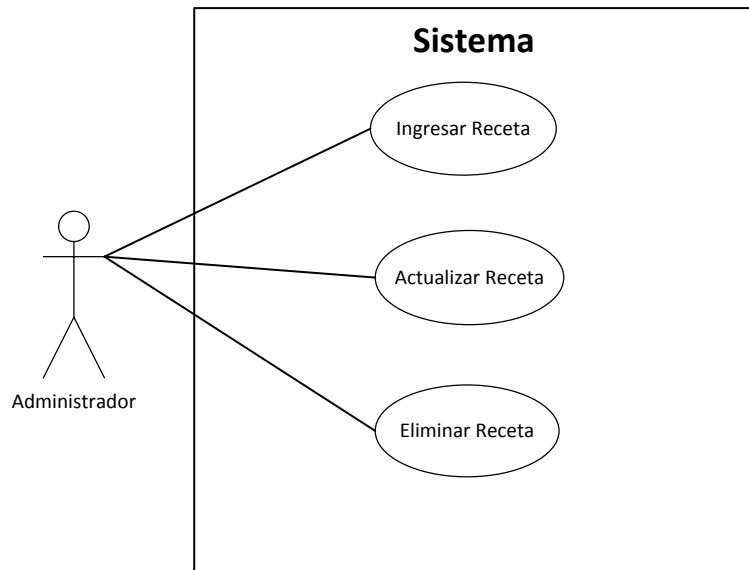 Sistema
Ingresar Receta
Actualizar Receta
Administrador
Eliminar Receta